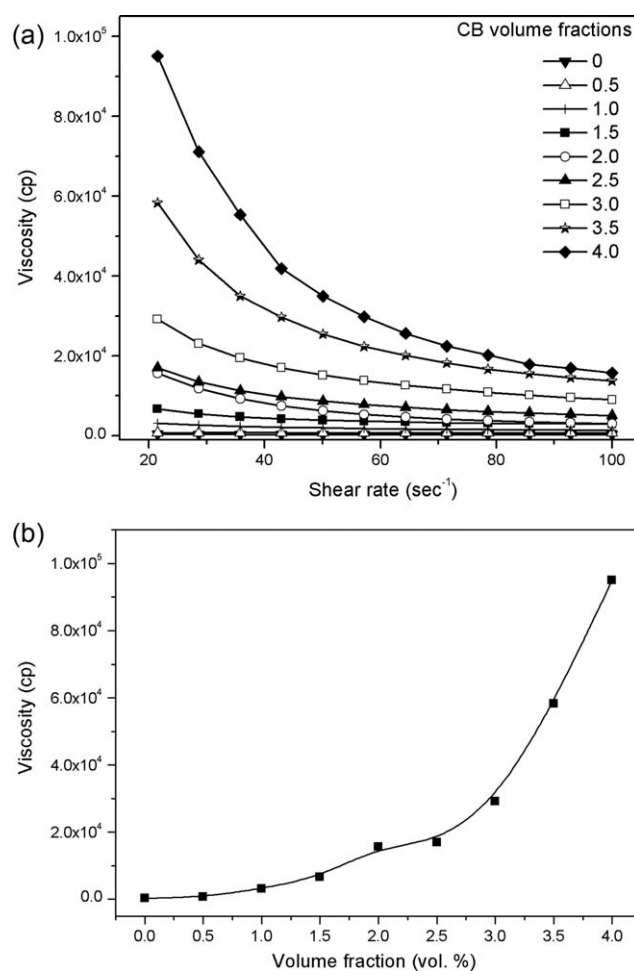 (a)
CB volume fractions
0
0.5
1.0
1.5
2.0
2.5
3.0
3.5
4.0
1.0x10⁵
8.0x10⁴
6.0x10⁴
4.0x10⁴
2.0x10⁴
0.0
Viscosity (cp)
20 40 60 80 100
Shear rate (sec⁻¹)
(b)
1.0x10⁵
8.0x10⁴
6.0x10⁴
4.0x10⁴
2.0x10⁴
0.0
Viscosity (cp)
0.0 0.5 1.0 1.5 2.0 2.5 3.0 3.5 4.0
Volume fraction (vol. %)